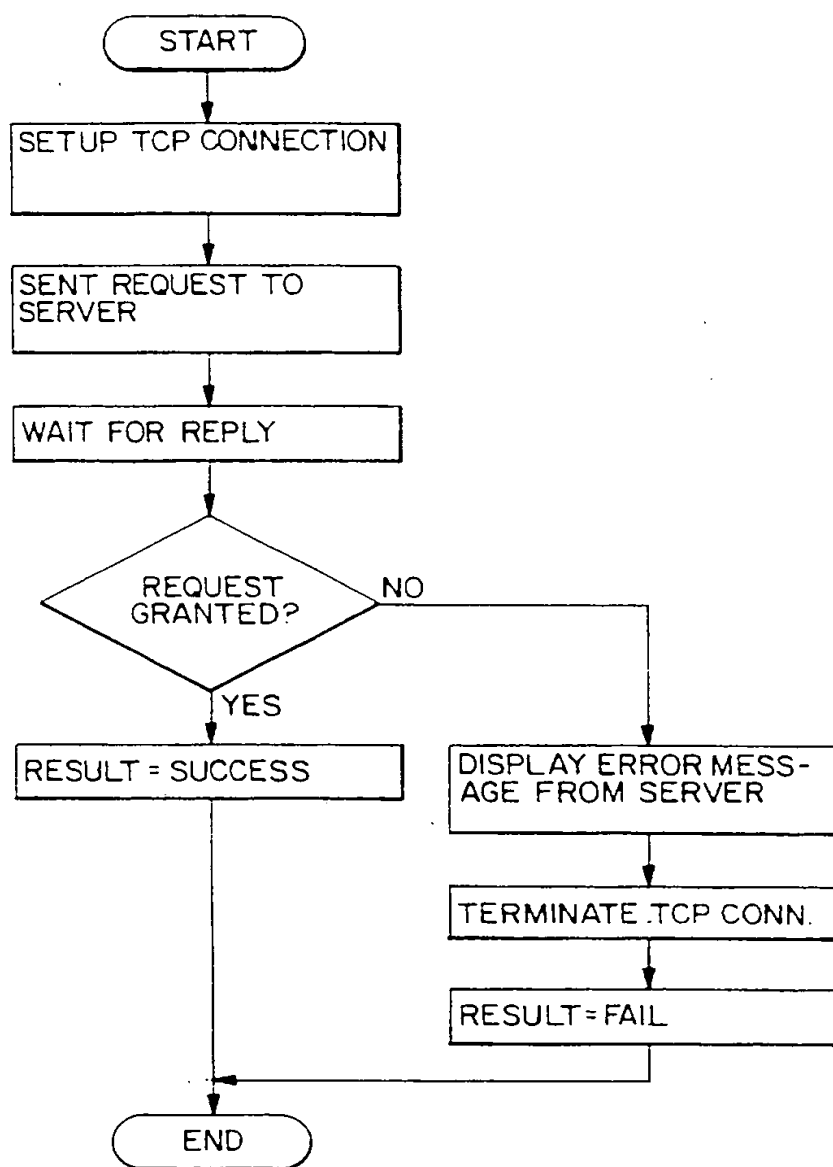 START
SETUP TCP CONNECTION
SENT REQUEST TO
SERVER
WAIT FOR REPLY
REQUEST
GRANTED?
NO
YES
RESULT = SUCCESS
DISPLAY ERROR MESS-
AGE FROM SERVER
TERMINATE TCP CONN.
RESULT = FAIL
END